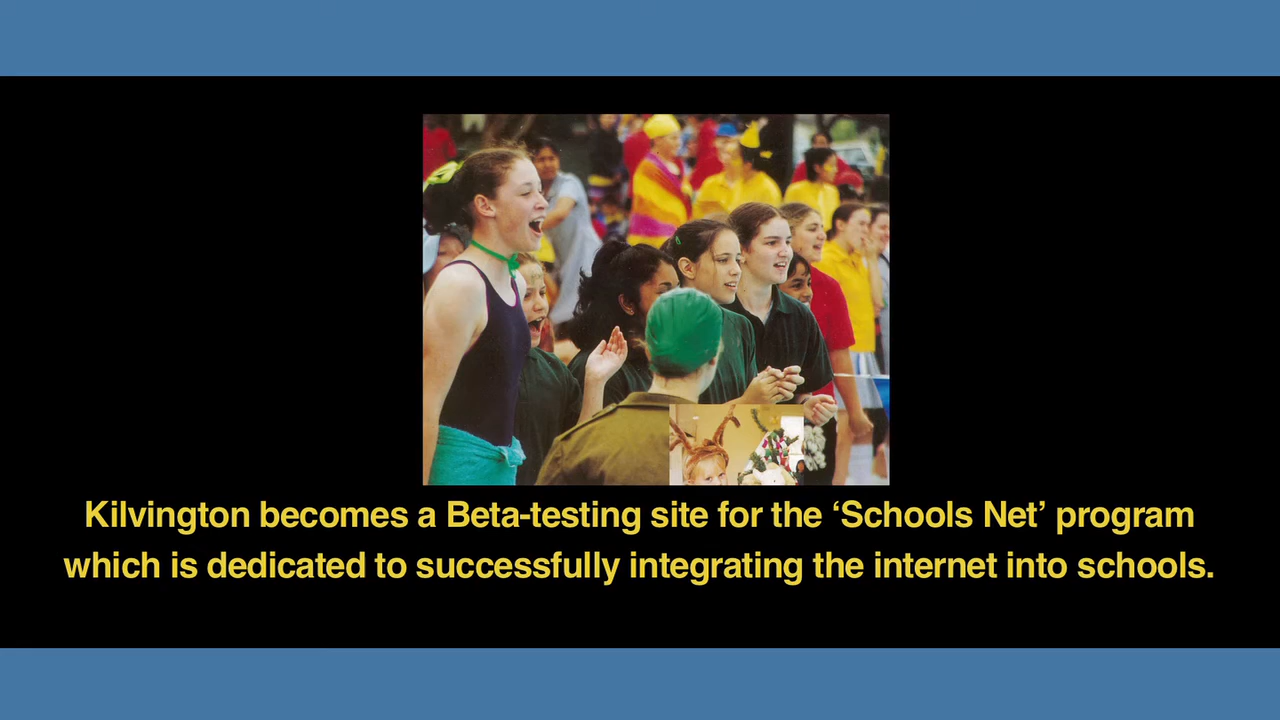 Kilvington becomes a Beta-testing site for the ‘Schools Net’ program
which is dedicated to successfully integrating the internet into schools.